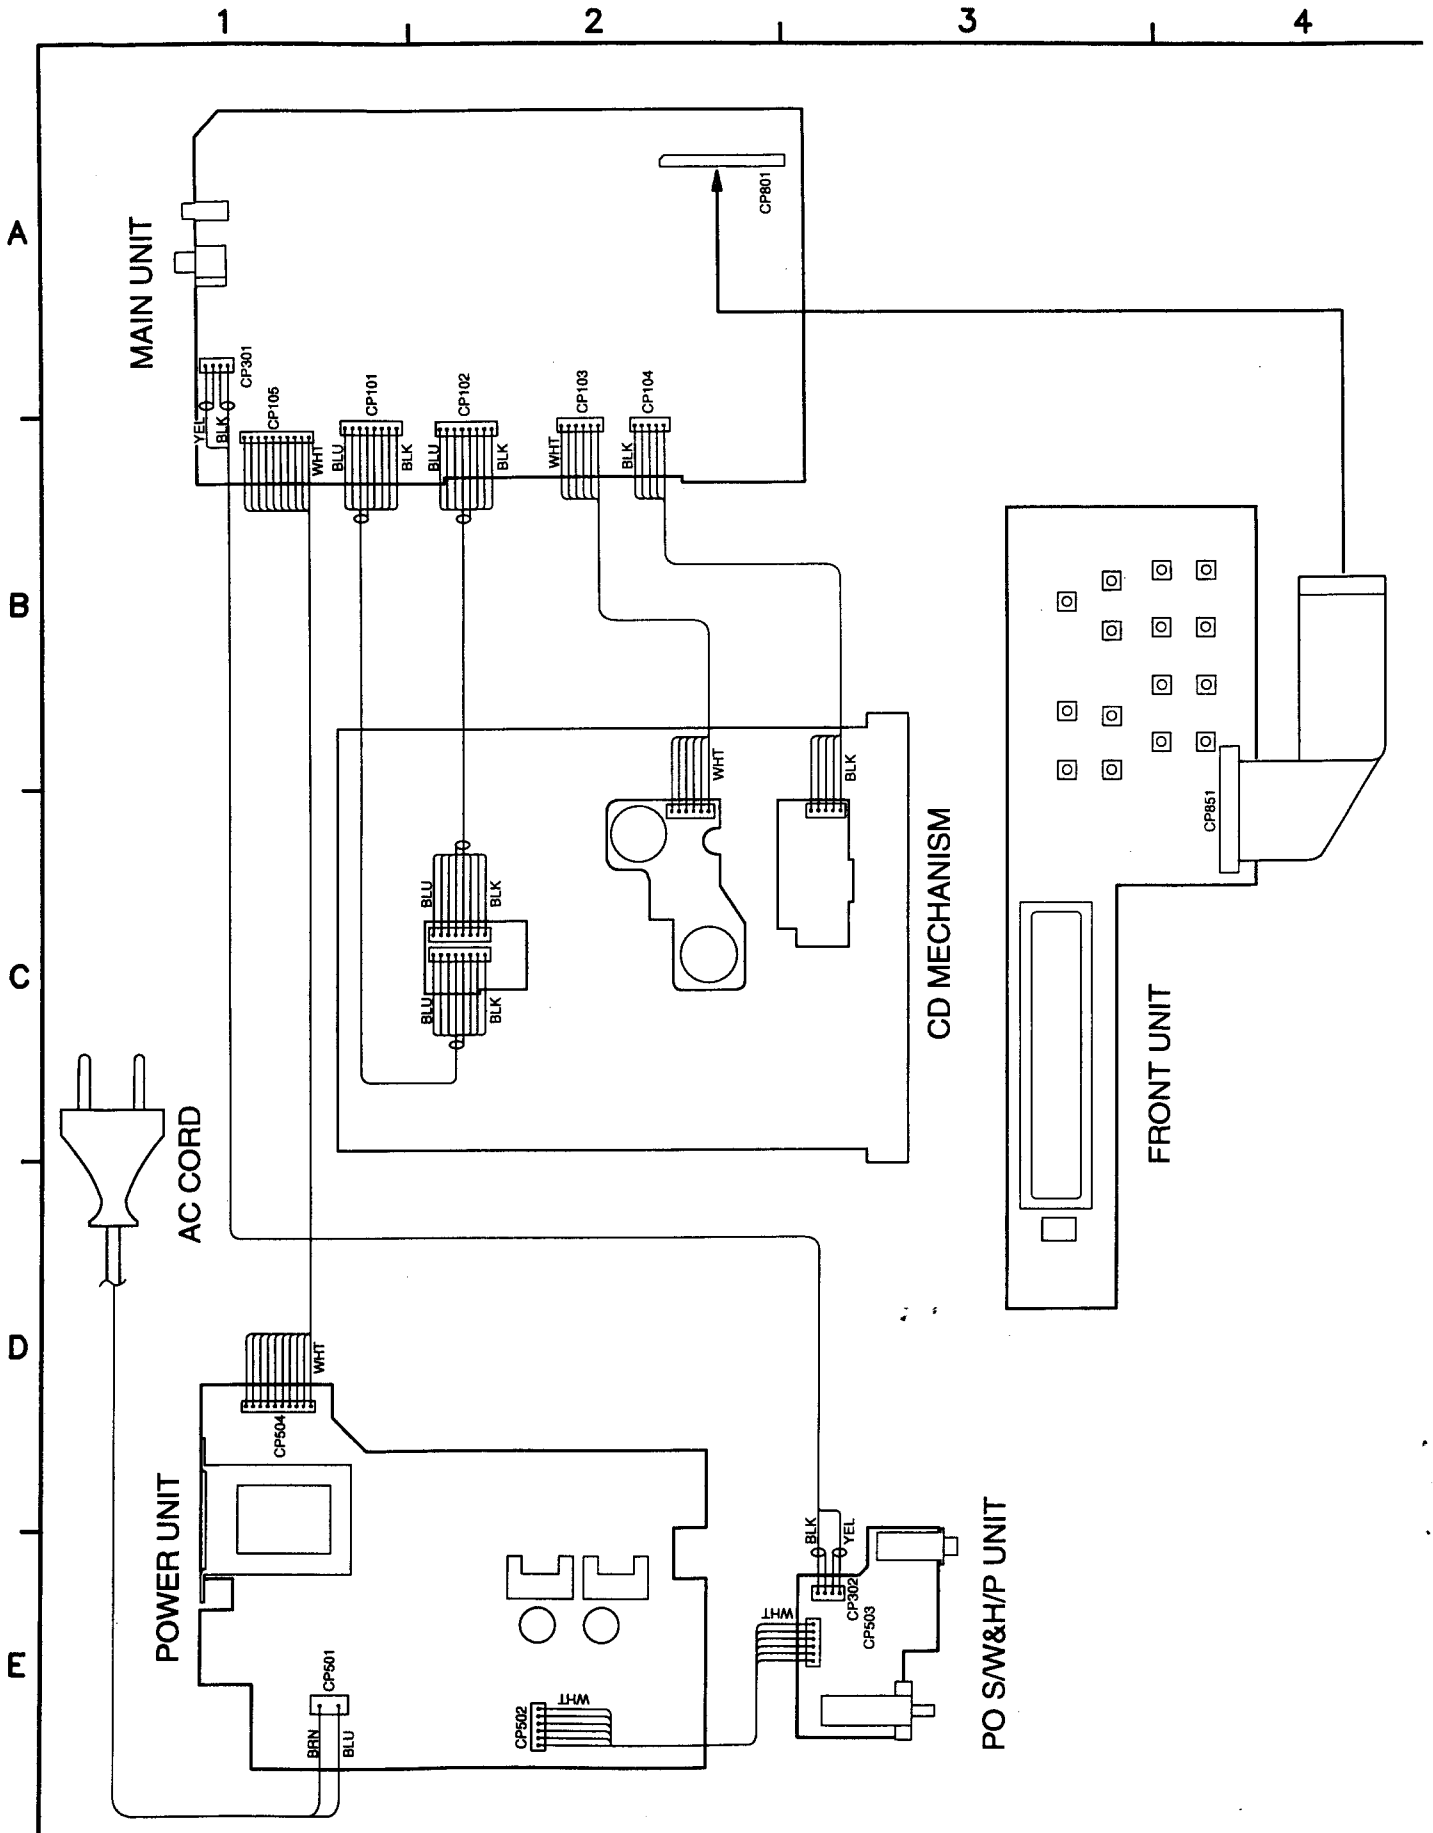 1
2
3
4
A
B
C
D
E
MAIN UNIT
CP801
CP301
YEL
BLK
CP105
WHT
CP101
BLU
BLK
CP102
BLU
BLK
CP103
WHT
CP104
BLK
WHT
BLK
BLU
BLK
BLU
BLK
CD MECHANISM
CP851
FRONT UNIT
AC CORD
WHT
CP504
POWER UNIT
CP501
BRN
BLU
CP502
WHT
WHT
BLK
YEL
CP302
CP503
PO S/W&H/P UNIT